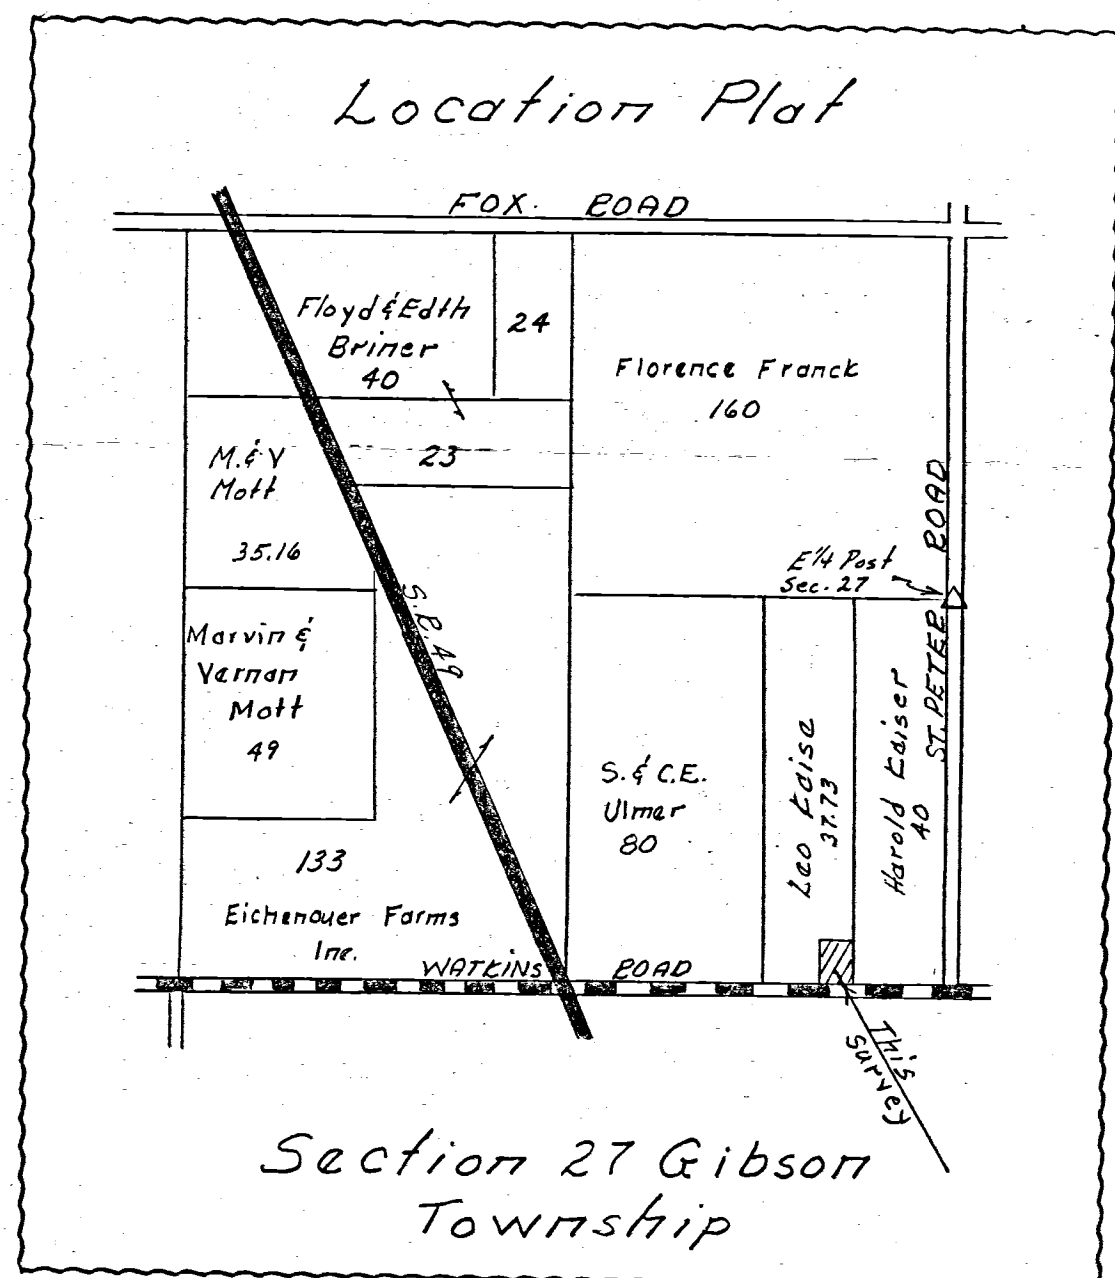 Location Plat
FOX. ROAD
Floyd & Edth
Briner
40
24
Florence Franck
160
M. & V
Mott
35.16
23
E 1/4 Post
Sec. 27
ST. PETER ROAD
S.R. 49
Marvin &
Vernan
Mott
49
S. & C.E.
Ulmer
80
Leo Kaise
37.73
Harold Kaiser
40
133
Eichenauer Farms
Inc.
WATKINS ROAD
This
Survey
Section 27 Gibson
Township